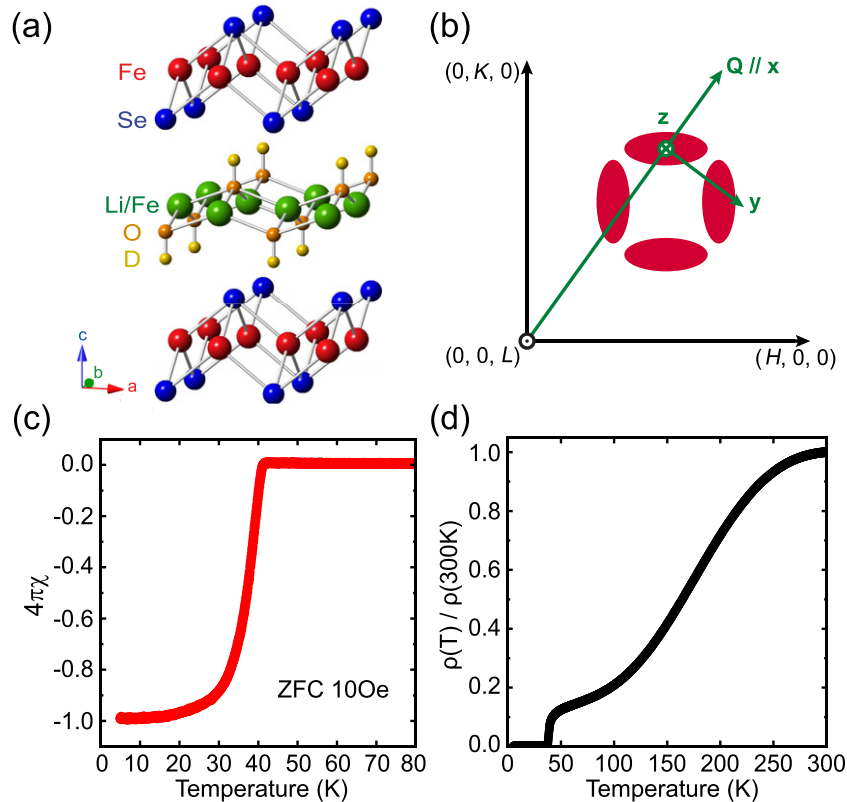 (a)
Fe
Se
Li/Fe
O
D
c
b
a
(b)
(0, K, 0)
Q // x
z
y
(0, 0, L)
(H, 0, 0)
(c)
0.0
-0.2
-0.4
-0.6
-0.8
-1.0
4πχ
ZFC 10Oe
0 10 20 30 40 50 60 70 80
Temperature (K)
(d)
1.0
0.8
0.6
0.4
0.2
0.0
ρ(T) / ρ(300K)
0 50 100 150 200 250 300
Temperature (K)